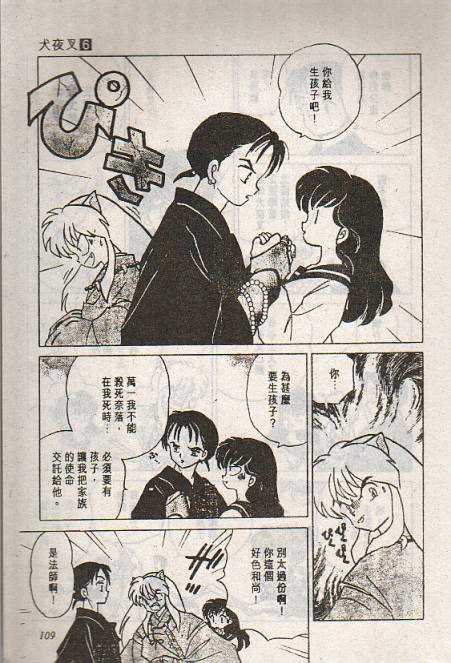 犬夜叉6
你給我
生孩子吧！
ぴき
為甚麼
要生孩子？
萬一我不能
殺死奈落，
在我死時…
必須要有
孩子，
讓我把家族
的使命
交託給他。
你…
別太過份啊！
你這個
好色和尚！
是
法師啊！
109